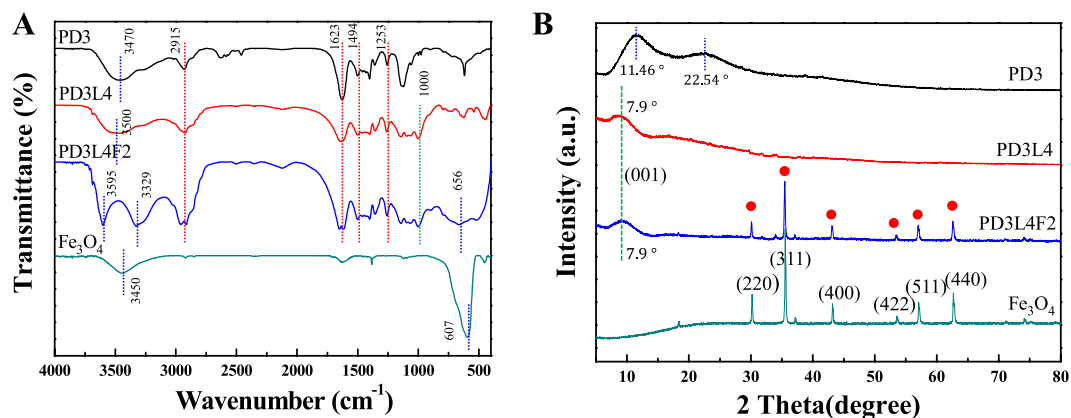 A
PD3
3470
2915
1623
1494
1253
PD3L4
3500
1000
PD3L4F2
3595
3329
656
Fe₃O₄
3450
607
Transmittance (%)
4000 3500 3000 2500 2000 1500 1000 500
Wavenumber (cm⁻¹)
B
11.46 °
22.54 °
PD3
7.9 °
PD3L4
(001)
PD3L4F2
7.9 °
(311)
(220)
(400)
(422)
(511)
(440)
Fe₃O₄
Intensity (a.u.)
10 20 30 40 50 60 70 80
2 Theta(degree)